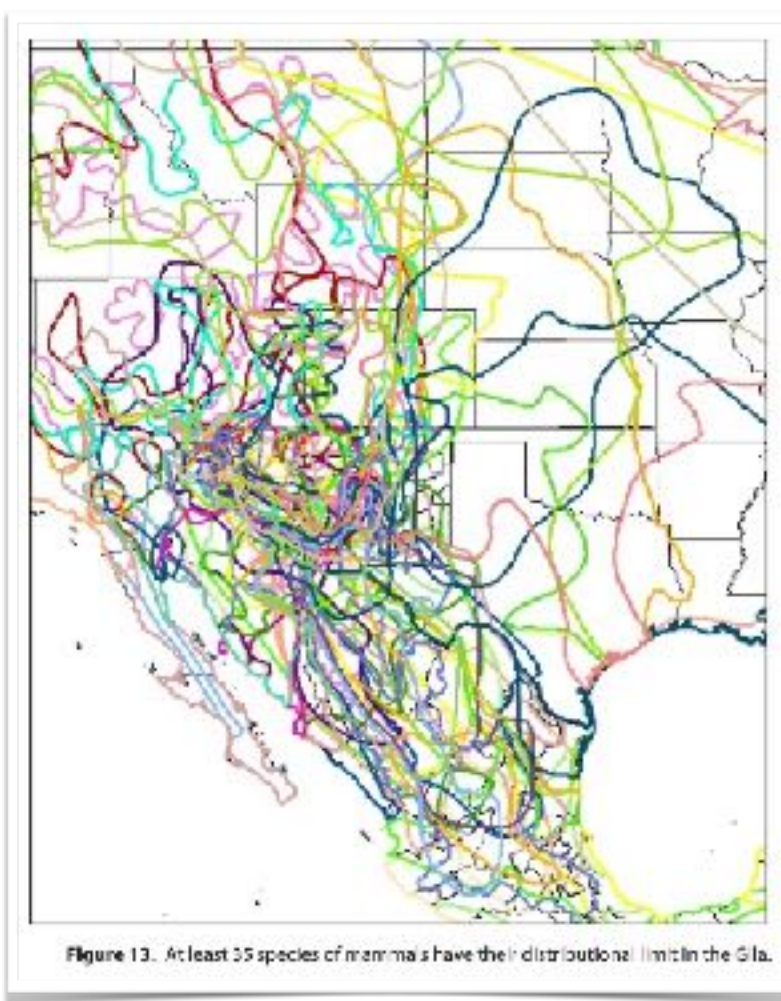 Figure 13. At least 35 species of mammals have their distributional limit in the Gila.